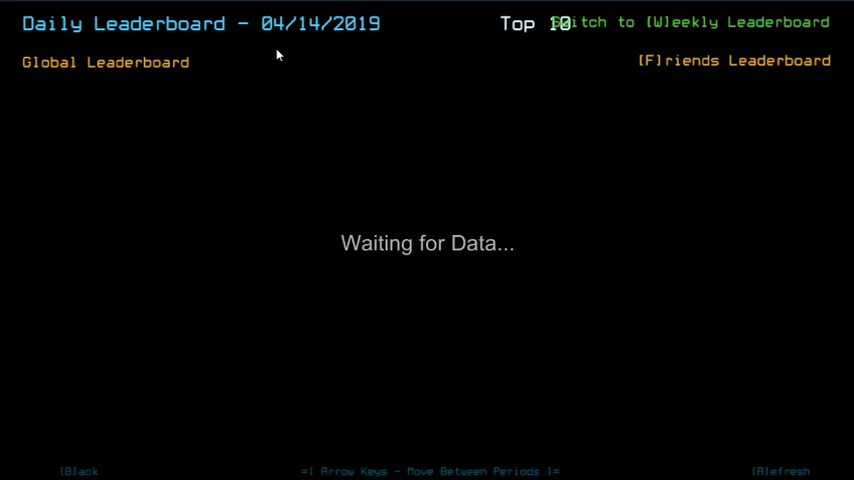 Daily Leaderboard - 04/14/2019 Top 10 Switch to [W]eekly Leaderboard
Global Leaderboard [F]riends Leaderboard
Waiting for Data...
[B]ack =[ Arrow Keys - Move Between Periods ]= [R]efresh